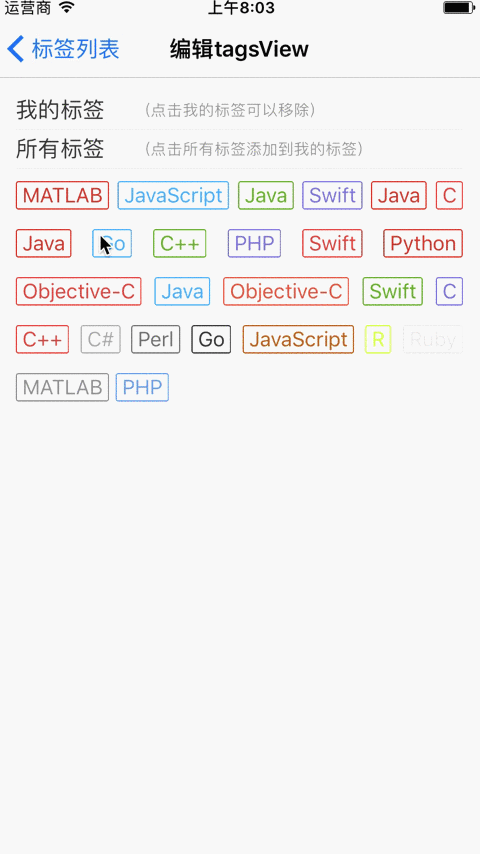 运营商 上午8:03
标签列表 编辑tagsView
我的标签 (点击我的标签可以移除)
所有标签 (点击所有标签添加到我的标签)
MATLAB JavaScript Java Swift Java C
Java Go C++ PHP Swift Python
Objective-C Java Objective-C Swift C
C++ C# Perl Go JavaScript R Ruby
MATLAB PHP